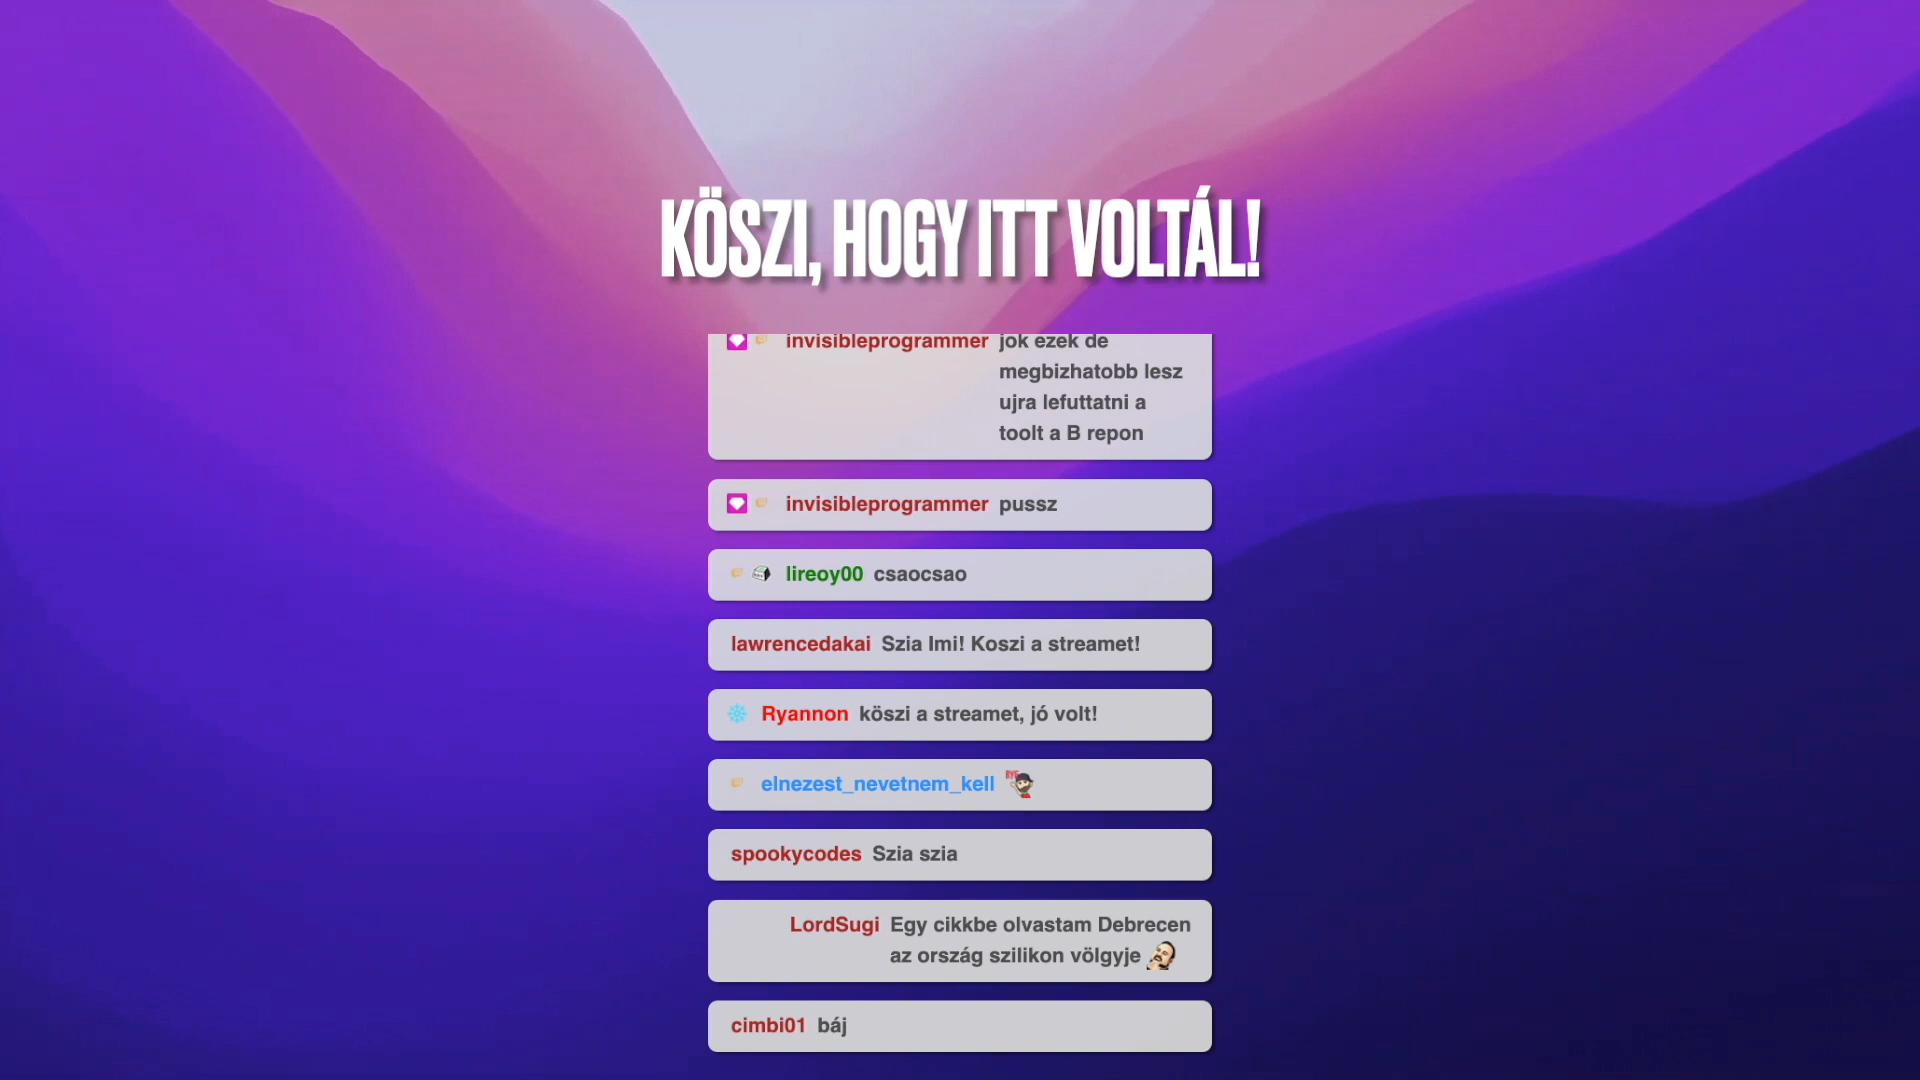 KÖSZI, HOGY ITT VOLTÁL!
invisibleprogrammer jok ezek de
megbizhatobb lesz
ujra lefuttatni a
toolt a B repon
invisibleprogrammer pussz
lireoy00 csaocsao
lawrencedakai Szia Imi! Koszi a streamet!
Ryannon köszi a streamet, jó volt!
elnezest_nevetnem_kell
spookycodes Szia szia
LordSugi Egy cikkbe olvastam Debrecen
az ország szilikon völgyje
cimbi01 báj